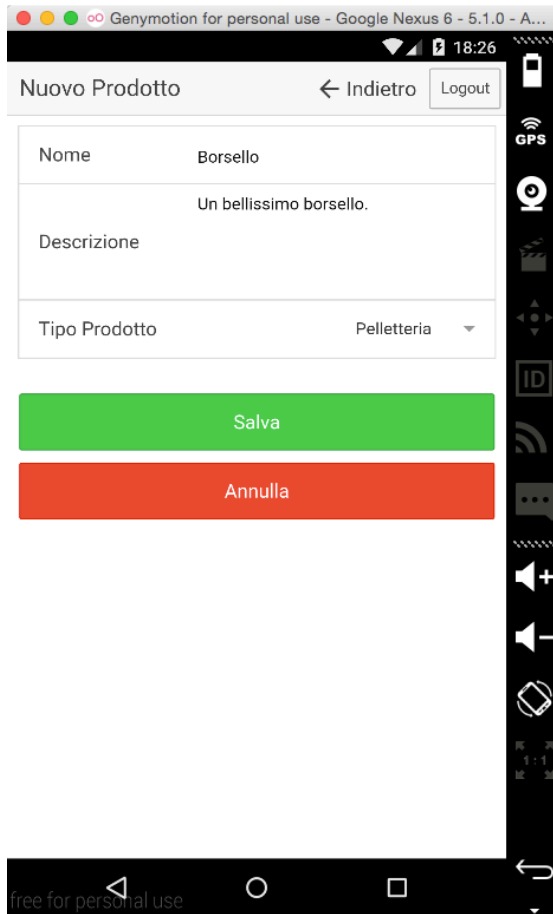 Genymotion for personal use - Google Nexus 6 - 5.1.0 - A...
18:26
Nuovo Prodotto
Indietro
Logout
GPS
Nome
Borsello
Un bellissimo borsello.
Descrizione
Tipo Prodotto
Pelletteria
ID
Salva
Annulla
1:1
free for personal use